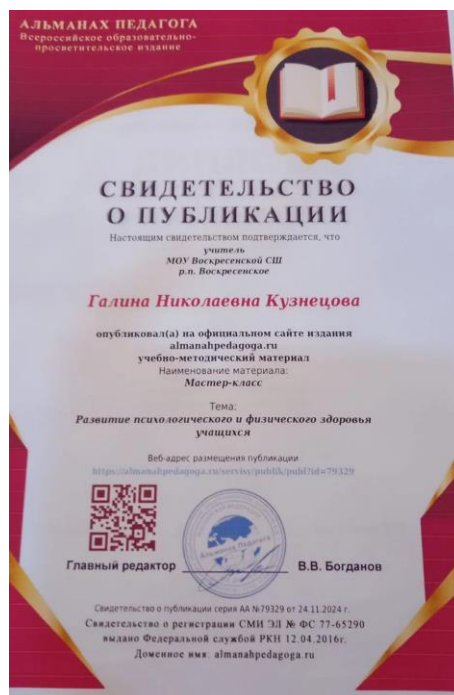 АЛЬМАНАХ ПЕДАГОГА
Всероссийское образовательно-
просветительское издание
СВИДЕТЕЛЬСТВО
О ПУБЛИКАЦИИ
Настоящим свидетельством подтверждается, что
учитель
МОУ Воскресенской СШ
р.п. Воскресенское
Галина Николаевна Кузнецова
опубликовал(а) на официальном сайте издания
almanahpedagoga.ru
учебно-методический материал
Наименование материала:
Мастер-класс
Тема:
Развитие психологического и физического здоровья
учащихся
Веб-адрес размещения публикации
https://almanahpedagoga.ru/servisy/publik/publ?id=79329
Альманах Педагога
Главный редактор
В.В. Богданов
Свидетельство о публикации серия АА №79329 от 24.11.2024 г.
Свидетельство о регистрации СМИ ЭЛ № ФС 77-65290
выдано Федеральной службой РКН 12.04.2016г.
Доменное имя: almanahpedagoga.ru